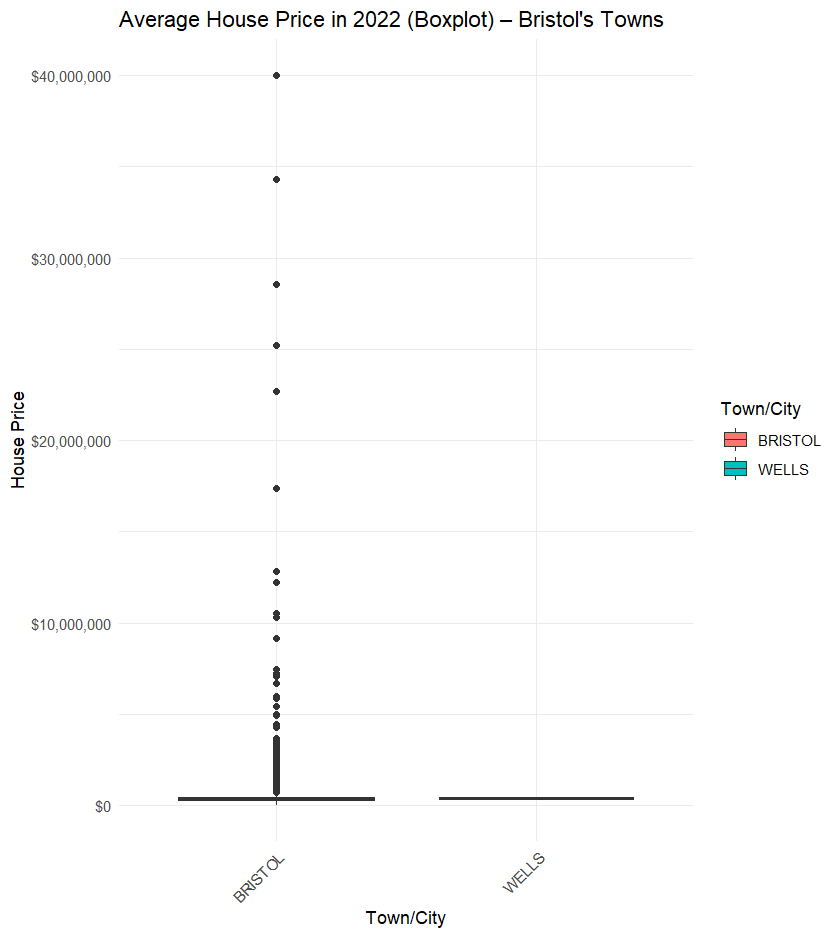 Average House Price in 2022 (Boxplot) – Bristol's Towns
House Price
$40,000,000
$30,000,000
$20,000,000
$10,000,000
$0
BRISTOL
WELLS
Town/City
Town/City
BRISTOL
WELLS